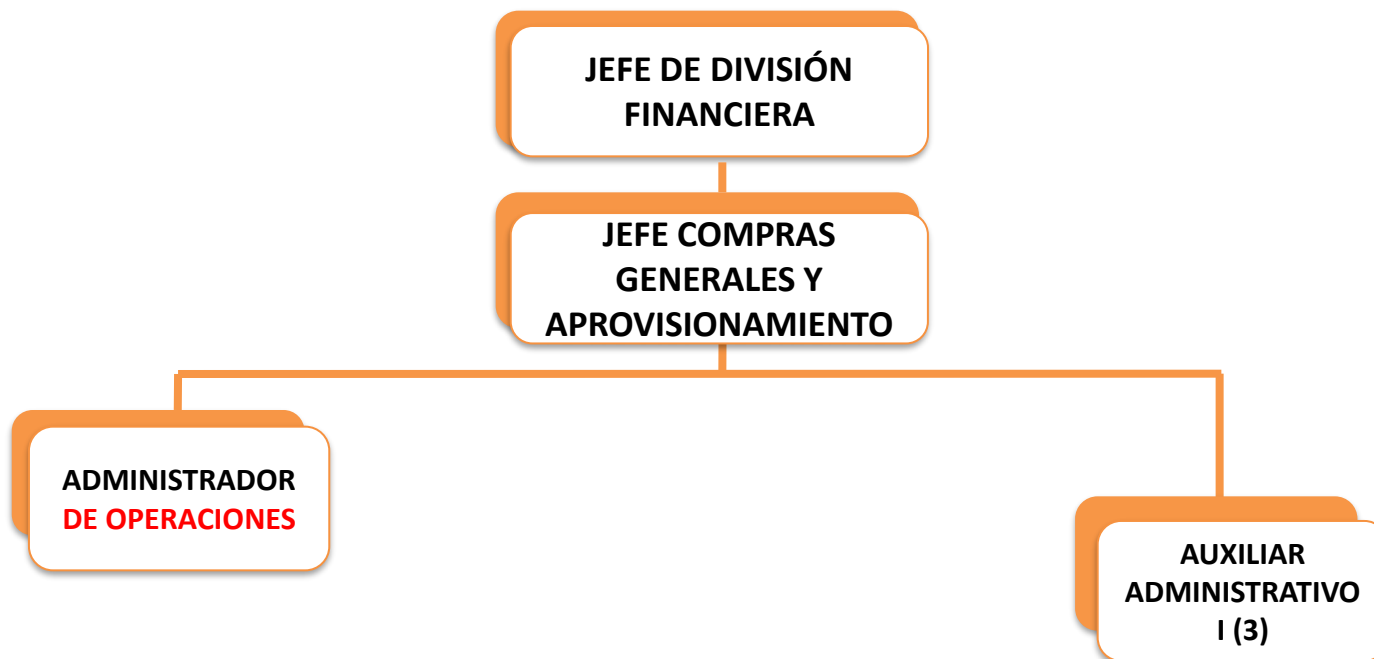 JEFE DE DIVISIÓN
FINANCIERA
JEFE COMPRAS
GENERALES Y
APROVISIONAMIENTO
ADMINISTRADOR
DE OPERACIONES
AUXILIAR
ADMINISTRATIVO
I (3)